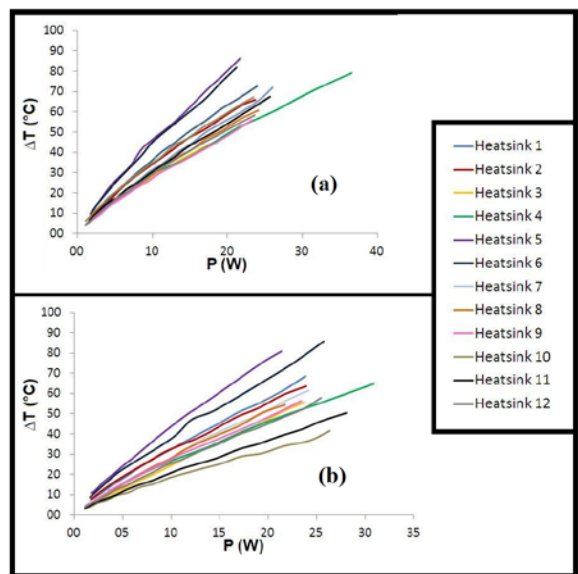 100
90
80
70
60
50
40
30
20
10
00
ΔT (°C)
(a)
00
10
20
30
40
P (W)
100
90
80
70
60
50
40
30
20
10
00
ΔT (°C)
(b)
00
05
10
15
20
25
30
35
P (W)
Heatsink 1
Heatsink 2
Heatsink 3
Heatsink 4
Heatsink 5
Heatsink 6
Heatsink 7
Heatsink 8
Heatsink 9
Heatsink 10
Heatsink 11
Heatsink 12